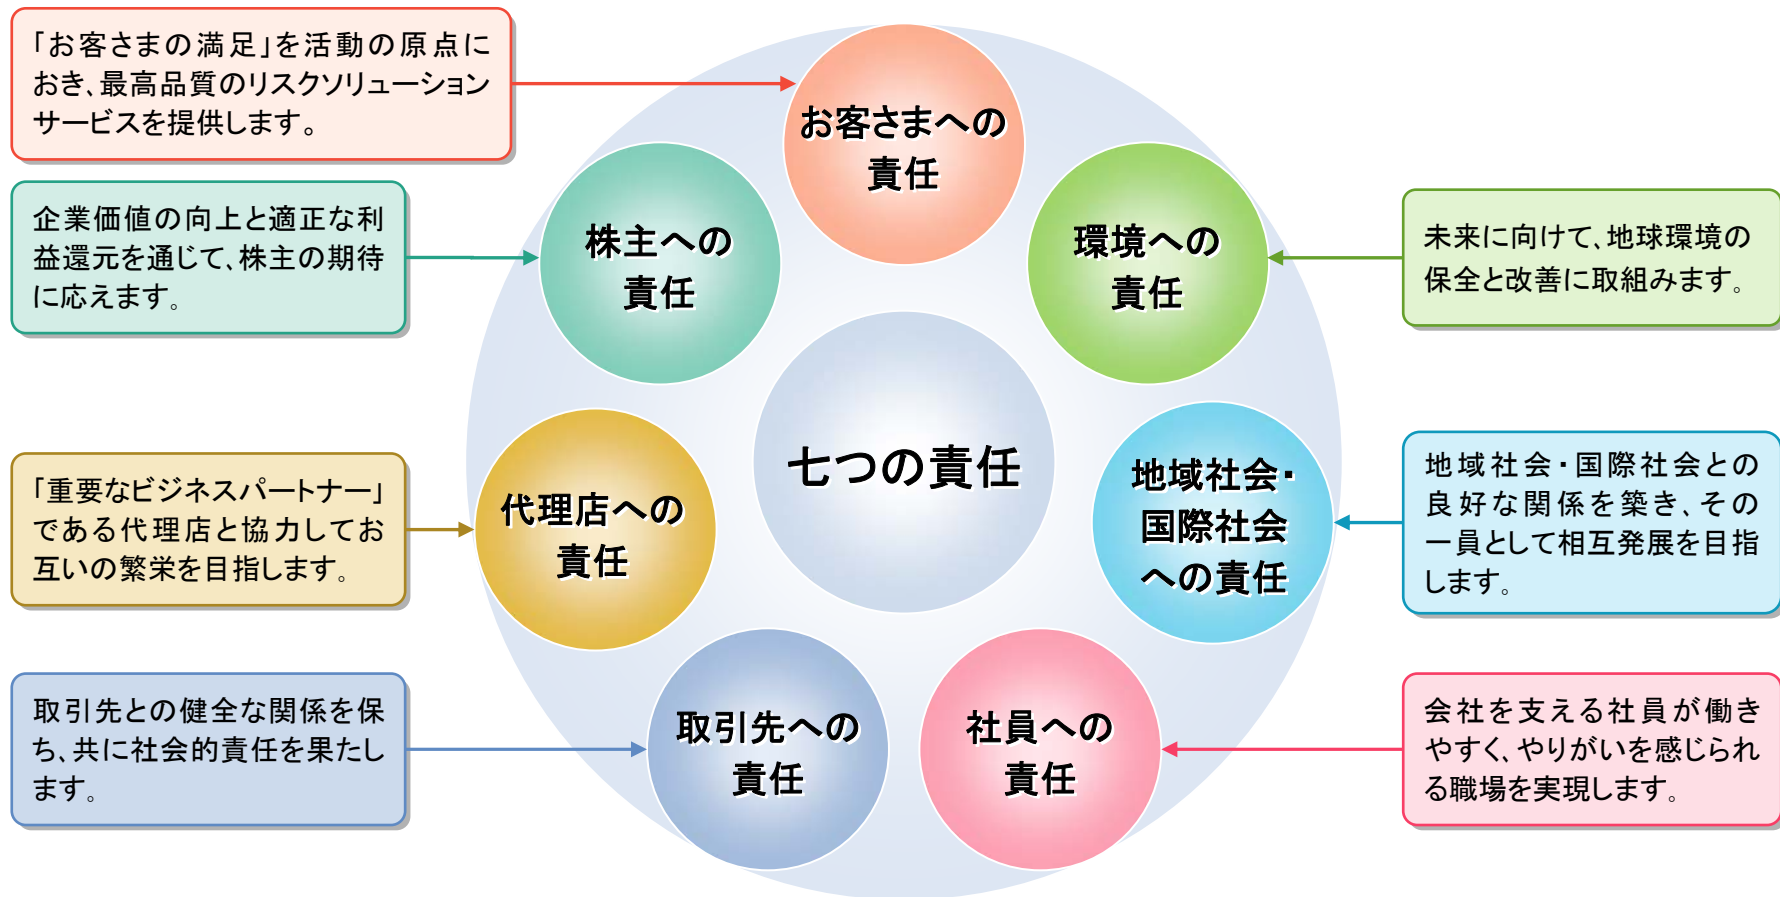 「お客さまの満足」を活動の原点に
おき、最高品質のリスクソリューション
サービスを提供します。
お客さまへの
責任
企業価値の向上と適正な利
益還元を通じて、株主の期待
に応えます。
株主への
責任
環境への
責任
未来に向けて、地球環境の
保全と改善に取組みます。
七つの責任
「重要なビジネスパートナー」
である代理店と協力してお
互いの繁栄を目指します。
代理店への
責任
地域社会・
国際社会
への責任
地域社会・国際社会との
良好な関係を築き、その
一員として相互発展を目指
します。
取引先との健全な関係を保
ち、共に社会的責任を果たし
ます。
取引先への
責任
社員への
責任
会社を支える社員が働き
やすく、やりがいを感じられ
る職場を実現します。